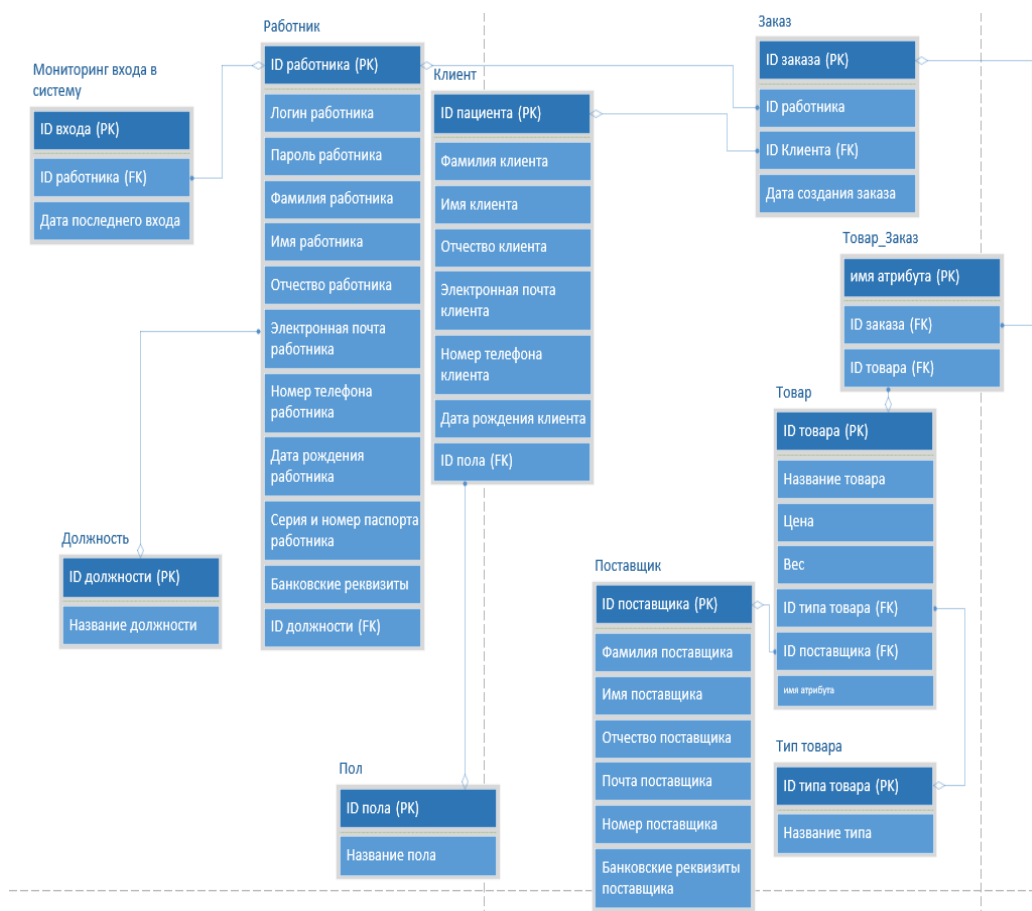 Мониторинг входа в
систему
ID входа (PK)
ID работника (FK)
Дата последнего входа
Работник
ID работника (PK)
Логин работника
Пароль работника
Фамилия работника
Имя работника
Отчество работника
Электронная почта
работника
Номер телефона
работника
Дата рождения
работника
Серия и номер паспорта
работника
Банковские реквизиты
ID должности (FK)
Клиент
ID пациента (PK)
Фамилия клиента
Имя клиента
Отчество клиента
Электронная почта
клиента
Номер телефона
клиента
Дата рождения клиента
ID пола (FK)
Заказ
ID заказа (PK)
ID работника
ID Клиента (FK)
Дата создания заказа
Товар_Заказ
имя атрибута (PK)
ID заказа (FK)
ID товара (FK)
Товар
ID товара (PK)
Название товара
Цена
Вес
ID типа товара (FK)
ID поставщика (FK)
имя атрибута
Должность
ID должности (PK)
Название должности
Поставщик
ID поставщика (PK)
Фамилия поставщика
Имя поставщика
Отчество поставщика
Почта поставщика
Номер поставщика
Банковские реквизиты
поставщика
Тип товара
ID типа товара (PK)
Название типа
Пол
ID пола (PK)
Название пола